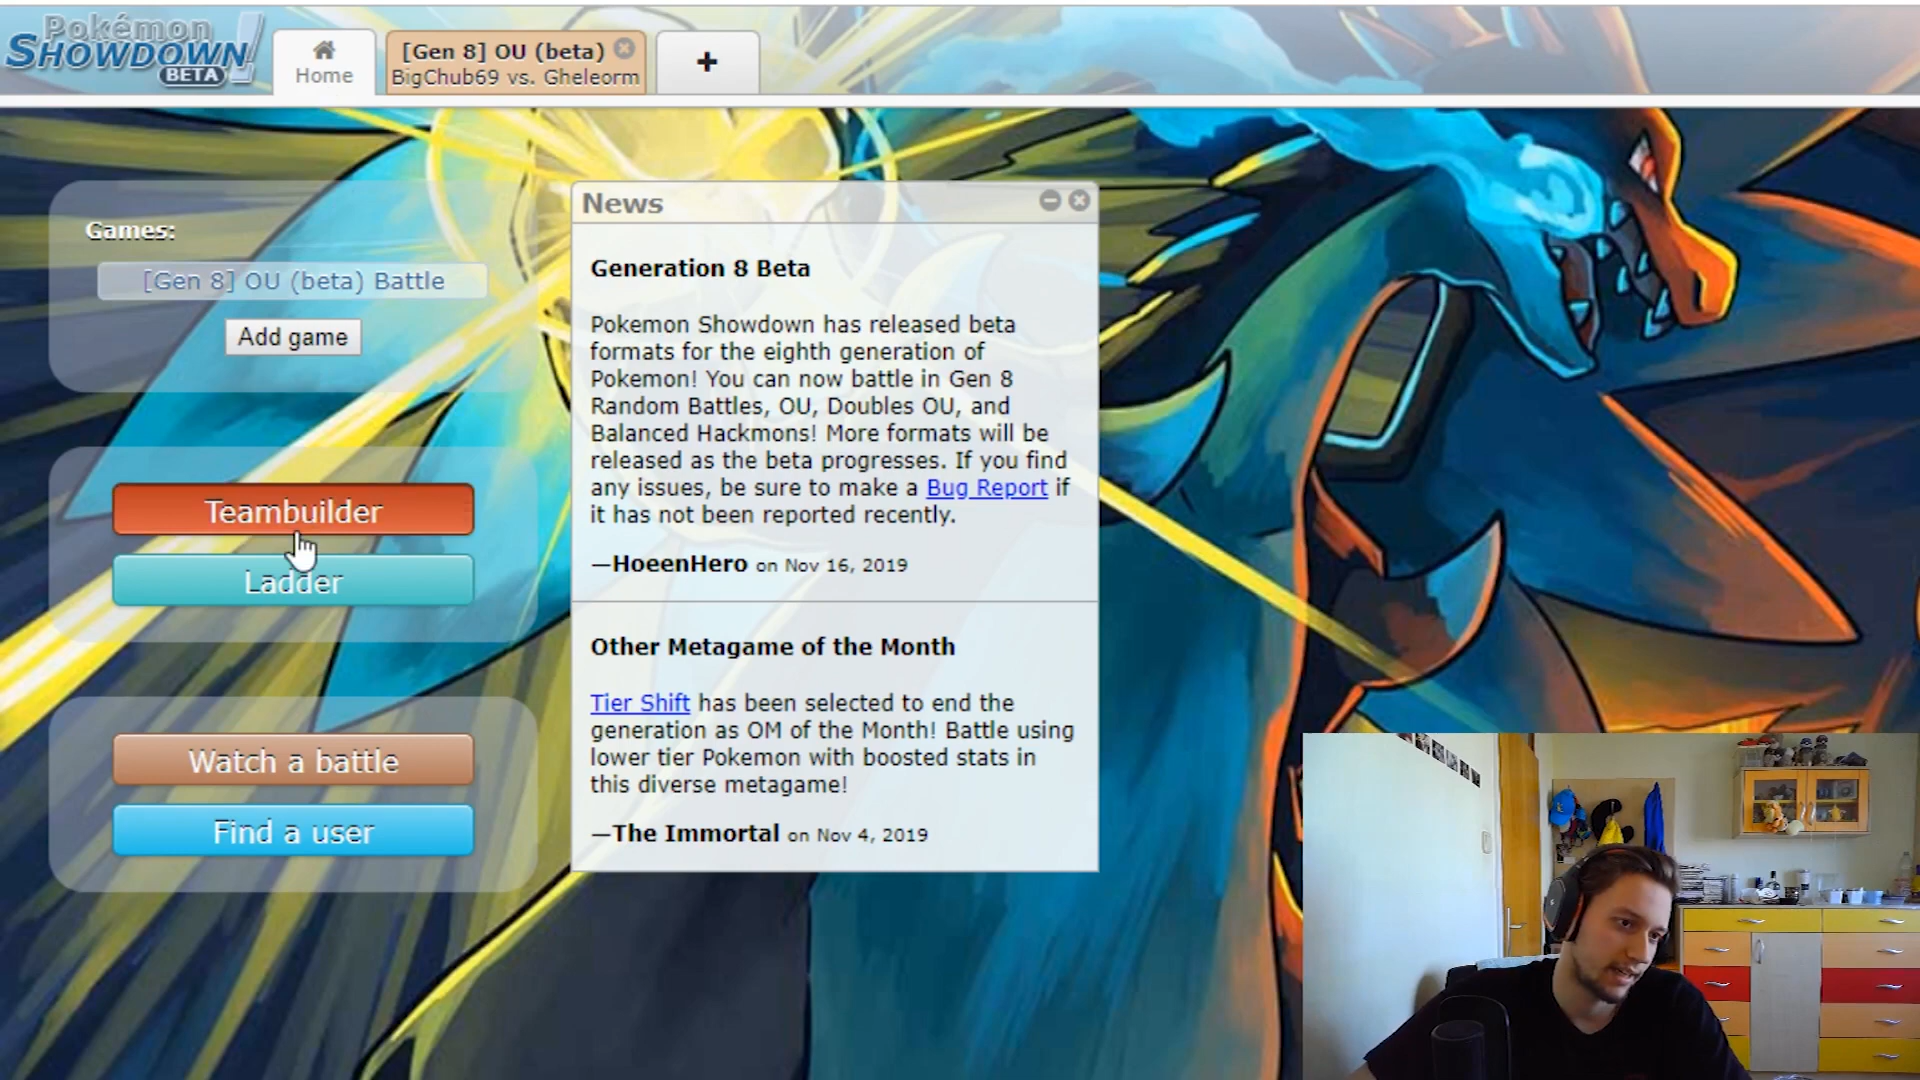 Pokémon
SHOWDOWN!
BETA
Home
[Gen 8] OU (beta)
BigChub69 vs. Gheleorm
+
Games:
[Gen 8] OU (beta) Battle
Add game
Teambuilder
Ladder
Watch a battle
Find a user
News
Generation 8 Beta
Pokemon Showdown has released beta
formats for the eighth generation of
Pokemon! You can now battle in Gen 8
Random Battles, OU, Doubles OU, and
Balanced Hackmons! More formats will be
released as the beta progresses. If you find
any issues, be sure to make a Bug Report if
it has not been reported recently.
—HoeenHero on Nov 16, 2019
Other Metagame of the Month
Tier Shift has been selected to end the
generation as OM of the Month! Battle using
lower tier Pokemon with boosted stats in
this diverse metagame!
—The Immortal on Nov 4, 2019